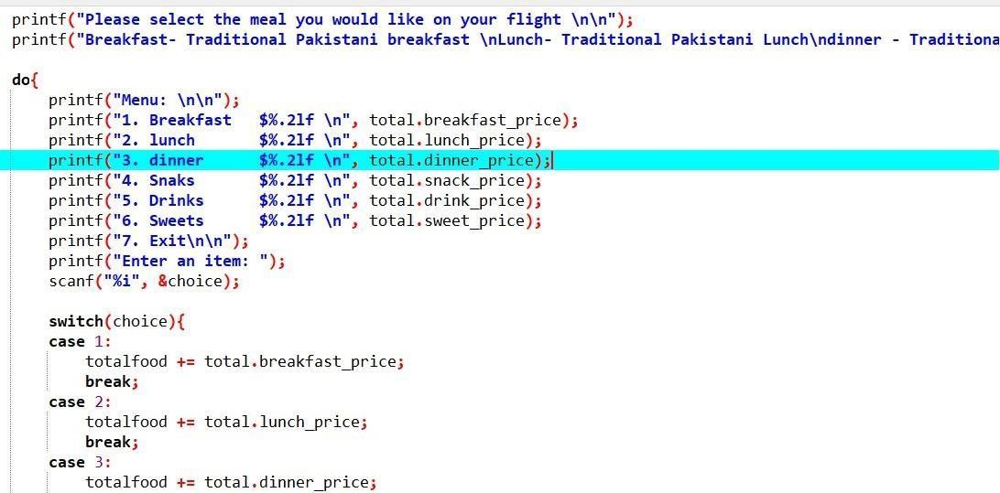 printf("Please select the meal you would like on your flight \n\n");
printf("Breakfast- Traditional Pakistani breakfast \nLunch- Traditional Pakistani Lunch\ndinner - Traditiona
do{
printf("Menu: \n\n");
printf("1. Breakfast   $%.2lf \n", total.breakfast_price);
printf("2. lunch       $%.2lf \n", total.lunch_price);
printf("3. dinner      $%.2lf \n", total.dinner_price);
printf("4. Snaks       $%.2lf \n", total.snack_price);
printf("5. Drinks      $%.2lf \n", total.drink_price);
printf("6. Sweets      $%.2lf \n", total.sweet_price);
printf("7. Exit\n\n");
printf("Enter an item: ");
scanf("%i", &choice);
switch(choice){
case 1:
totalfood += total.breakfast_price;
break;
case 2:
totalfood += total.lunch_price;
break;
case 3:
totalfood += total.dinner_price;